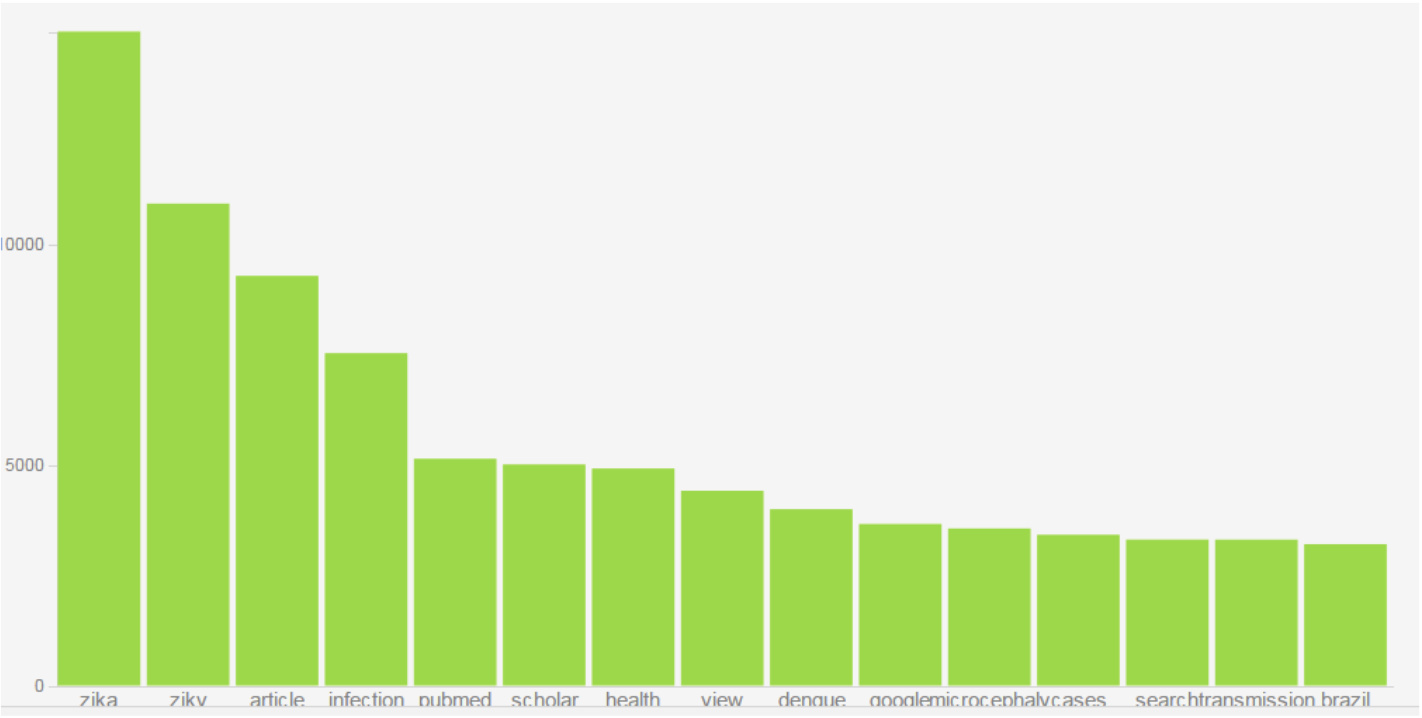 10000
5000
0
zika zikv article infection pubmed scholar health view dengue google microcephaly cases search transmission brazil